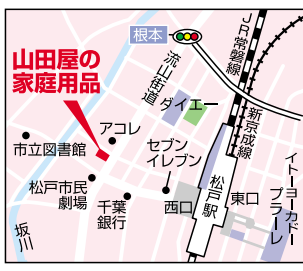 根本
JR常磐線
山田屋の
家庭用品
流山街道
ダイエー
新京成線
アコレ
市立図書館
セブン
イレブン
松戸市民
劇場
千葉
銀行
西口
松戸駅
東口
イトーヨーカドー
プラーレ
坂川